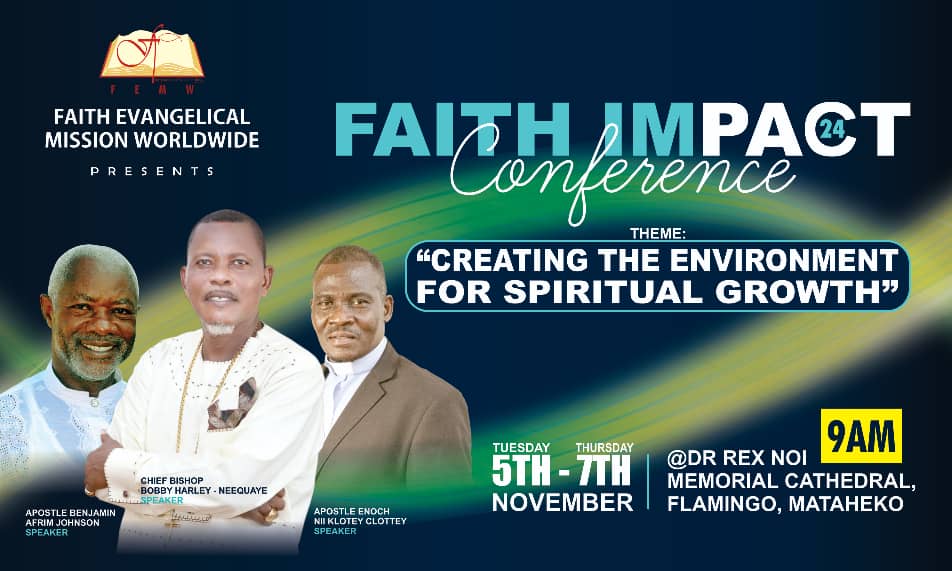 F E M W
FAITH EVANGELICAL
MISSION WORLDWIDE
PRESENTS
FAITH IMPACT
24
Conference
THEME:
“CREATING THE ENVIRONMENT
FOR SPIRITUAL GROWTH”
CHIEF BISHOP
BOBBY HARLEY - NEEQUAYE
SPEAKER
APOSTLE BENJAMIN
AFRIM JOHNSON
SPEAKER
APOSTLE ENOCH
NII KLOTEY CLOTTEY
SPEAKER
TUESDAY THURSDAY
5TH - 7TH
NOVEMBER
9AM
@DR REX NOI
MEMORIAL CATHEDRAL,
FLAMINGO, MATAHEKO